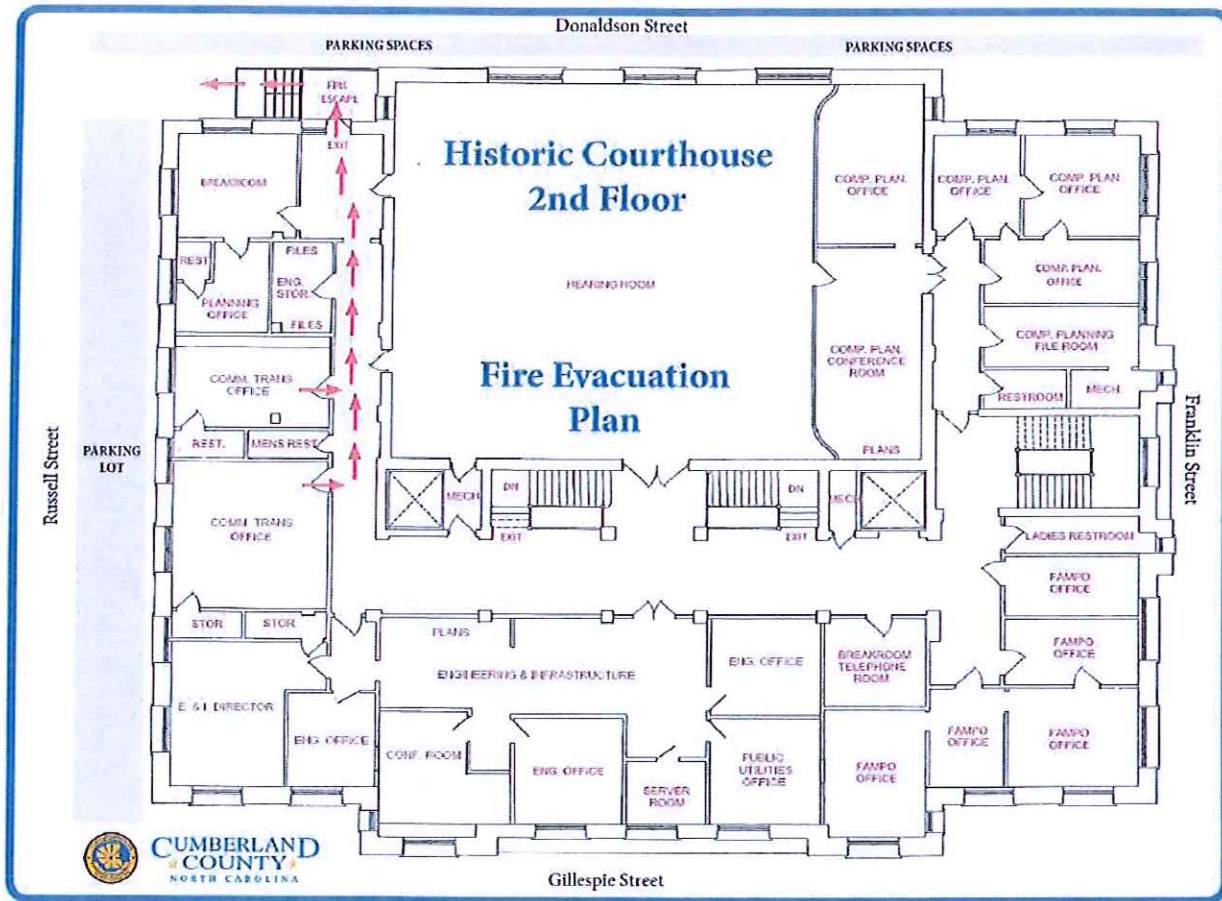 Donaldson Street
PARKING SPACES
PARKING SPACES
FIRE
ESCAPE
EXIT
Historic Courthouse
2nd Floor
Fire Evacuation
Plan
BREAKROOM
COMP. PLAN.
OFFICE
COMP. PLAN.
OFFICE
COMP. PLAN.
OFFICE
REST
PLANNING
OFFICE
FILES
ENG.
STOR.
FILES
HEARING ROOM
COMP. PLAN.
OFFICE
COMM. TRANS
OFFICE
COMP. PLAN.
CONFERENCE
ROOM
COMP. PLANNING
FILE ROOM
RESTROOM
MECH.
REST.
MENS REST.
PLANS
Russell Street
PARKING
LOT
Franklin Street
COMM. TRANS
OFFICE
MECH.
DN
EXIT
DN
EXIT
MECH.
LADIES RESTROOM
FAMPO
OFFICE
STOR.
STOR.
PLANS
ENGINEERING & INFRASTRUCTURE
ENG. OFFICE
BREAKROOM
TELEPHONE
ROOM
FAMPO
OFFICE
E. & I. DIRECTOR
ENG. OFFICE
CONF. ROOM
ENG. OFFICE
SERVER
ROOM
PUBLIC
UTILITIES
OFFICE
FAMPO
OFFICE
FAMPO
OFFICE
FAMPO
OFFICE
CUMBERLAND
COUNTY
NORTH CAROLINA
Gillespie Street